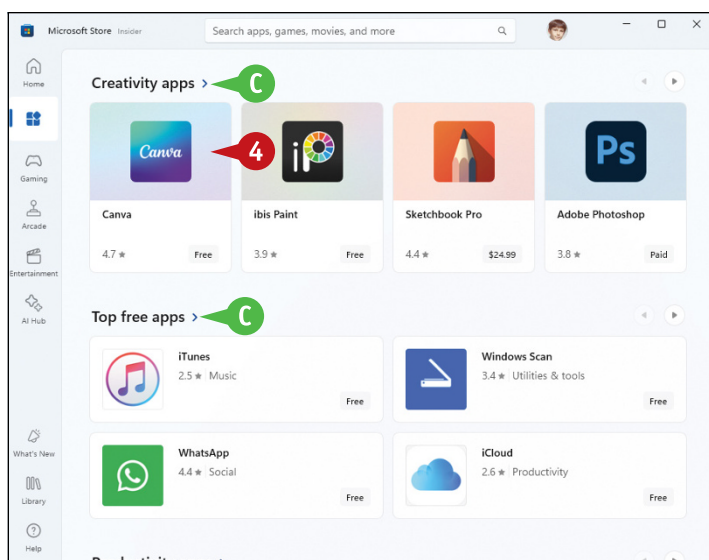 Microsoft Store Insider
Search apps, games, movies, and more
Home
Gaming
Arcade
Entertainment
AI Hub
What's New
Library
Help
Creativity apps >
C
Canva
4
iP
Ps
Canva
ibis Paint
Sketchbook Pro
Adobe Photoshop
4.7 ★ Free
3.9 ★ Free
4.4 ★ $24.99
3.8 ★ Paid
Top free apps >
C
iTunes
2.5 ★ Music
Free
Windows Scan
3.4 ★ Utilities & tools
Free
WhatsApp
4.4 ★ Social
Free
iCloud
2.6 ★ Productivity
Free